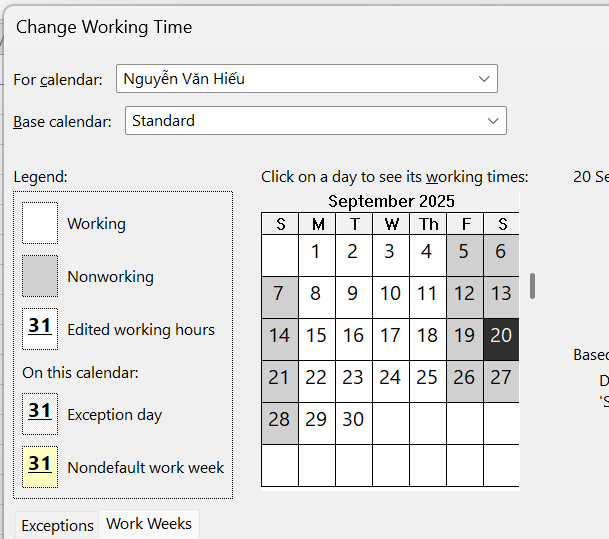 Change Working Time
For calendar: Nguyễn Văn Hiếu
Base calendar: Standard
Legend:
Click on a day to see its working times:
20 Se
September 2025
S M T W Th F S
1 2 3 4 5 6
7 8 9 10 11 12 13
14 15 16 17 18 19 20
21 22 23 24 25 26 27
28 29 30
Working
Nonworking
31 Edited working hours
On this calendar:
31 Exception day
31 Nondefault work week
Based
D
'S
Exceptions Work Weeks